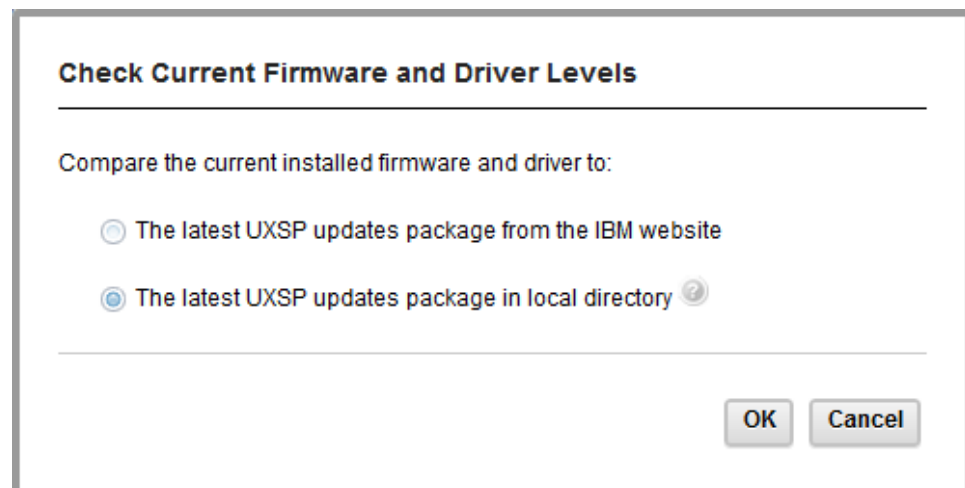 Check Current Firmware and Driver Levels
Compare the current installed firmware and driver to:
The latest UXSP updates package from the IBM website
The latest UXSP updates package in local directory ?
OK Cancel